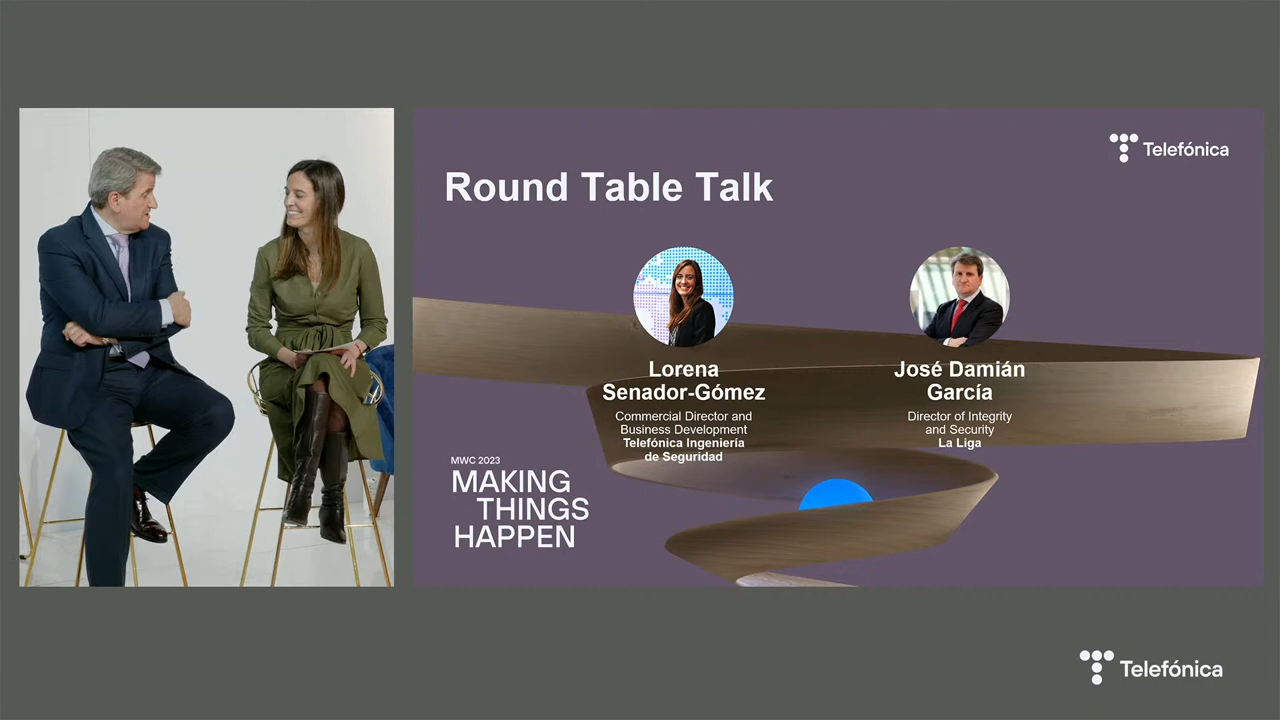 Telefónica
Round Table Talk
Lorena
Senador-Gómez
Commercial Director and
Business Development
Telefónica Ingeniería
de Seguridad
José Damián
García
Director of Integrity
and Security
La Liga
MWC 2023
MAKING
THINGS
HAPPEN
Telefónica